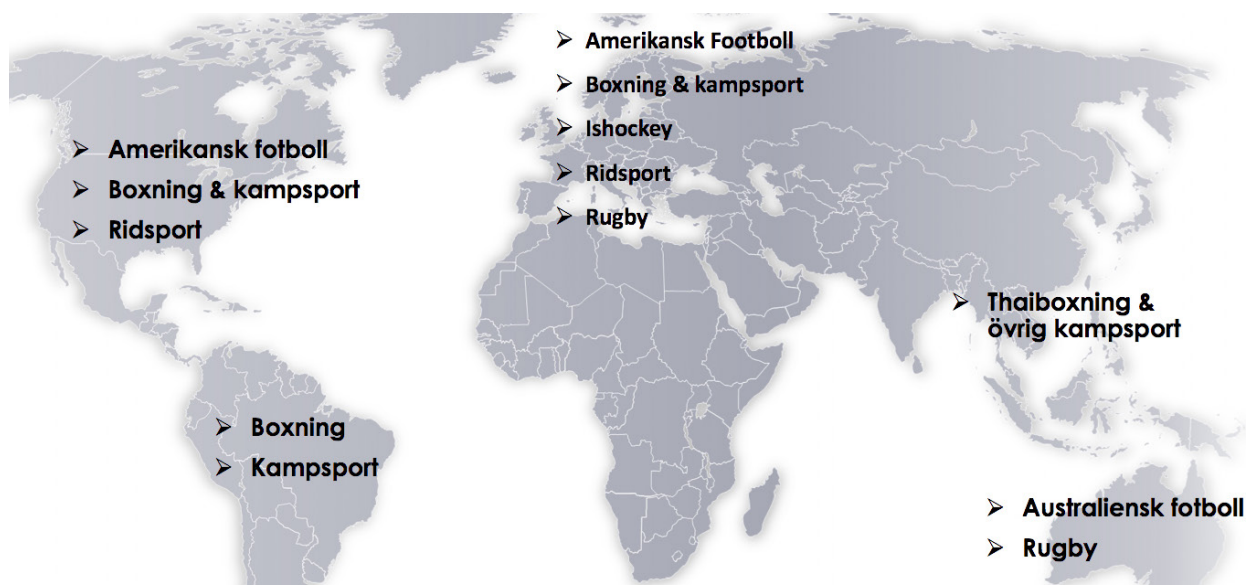 ➢ Amerikansk Footboll
➢ Boxning & kampsport
➢ Ishockey
➢ Ridsport
➢ Rugby
➢ Amerikansk fotboll
➢ Boxning & kampsport
➢ Ridsport
➢ Thaiboxning &
övrig kampsport
➢ Boxning
➢ Kampsport
➢ Australiensk fotboll
➢ Rugby